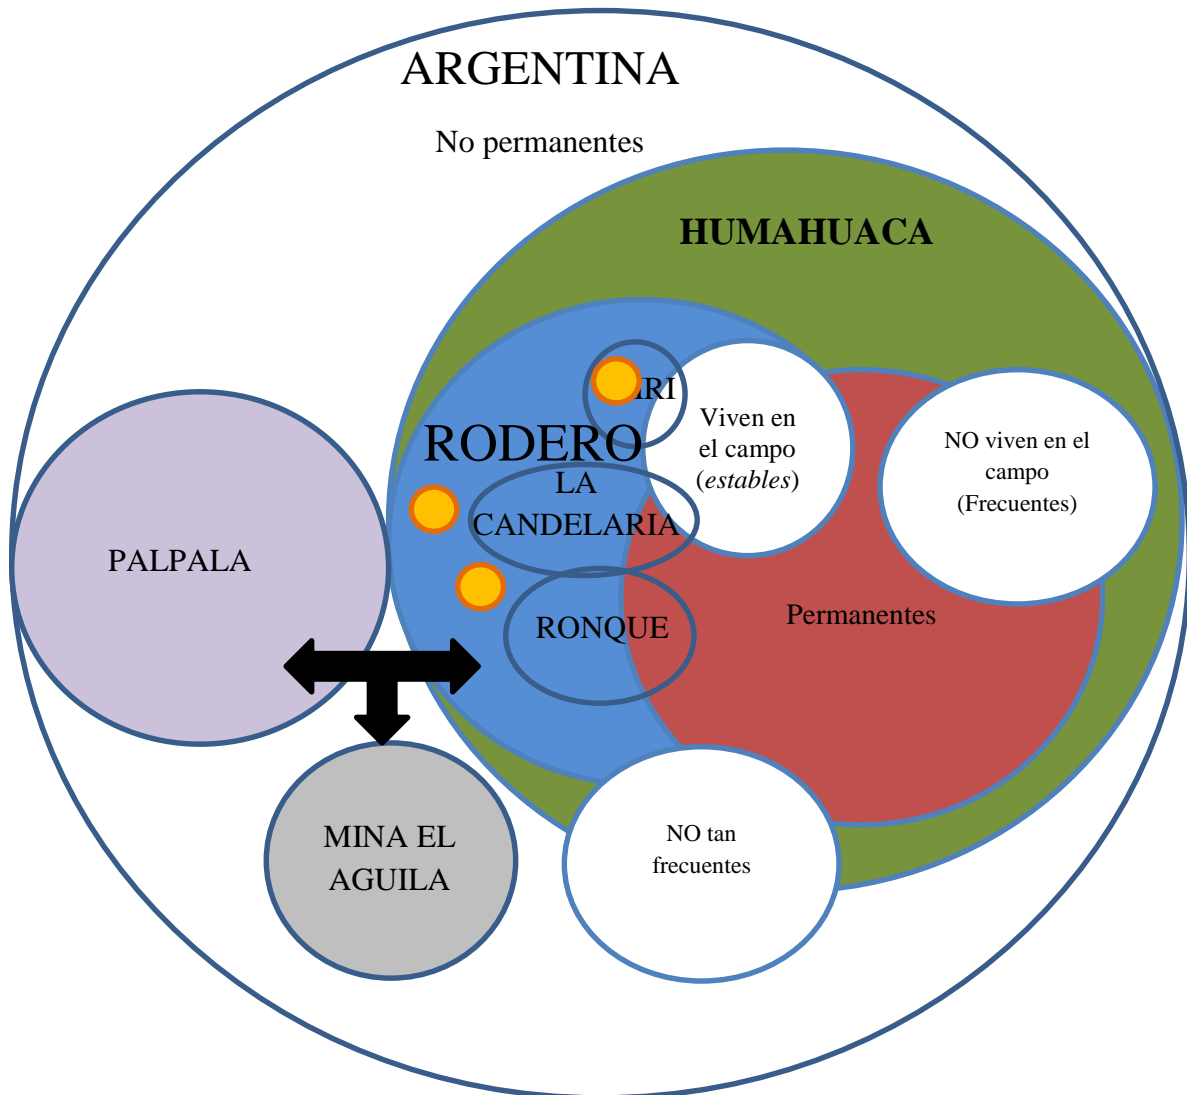 ARGENTINA
No permanentes
HUMAHUACA
RODERO
LA
CANDELARIA
RONQUE
Viven en
el campo
(estables)
NO viven en el
campo
(Frecuentes)
Permanentes
PALPALA
MINA EL
AGUILA
NO tan
frecuentes